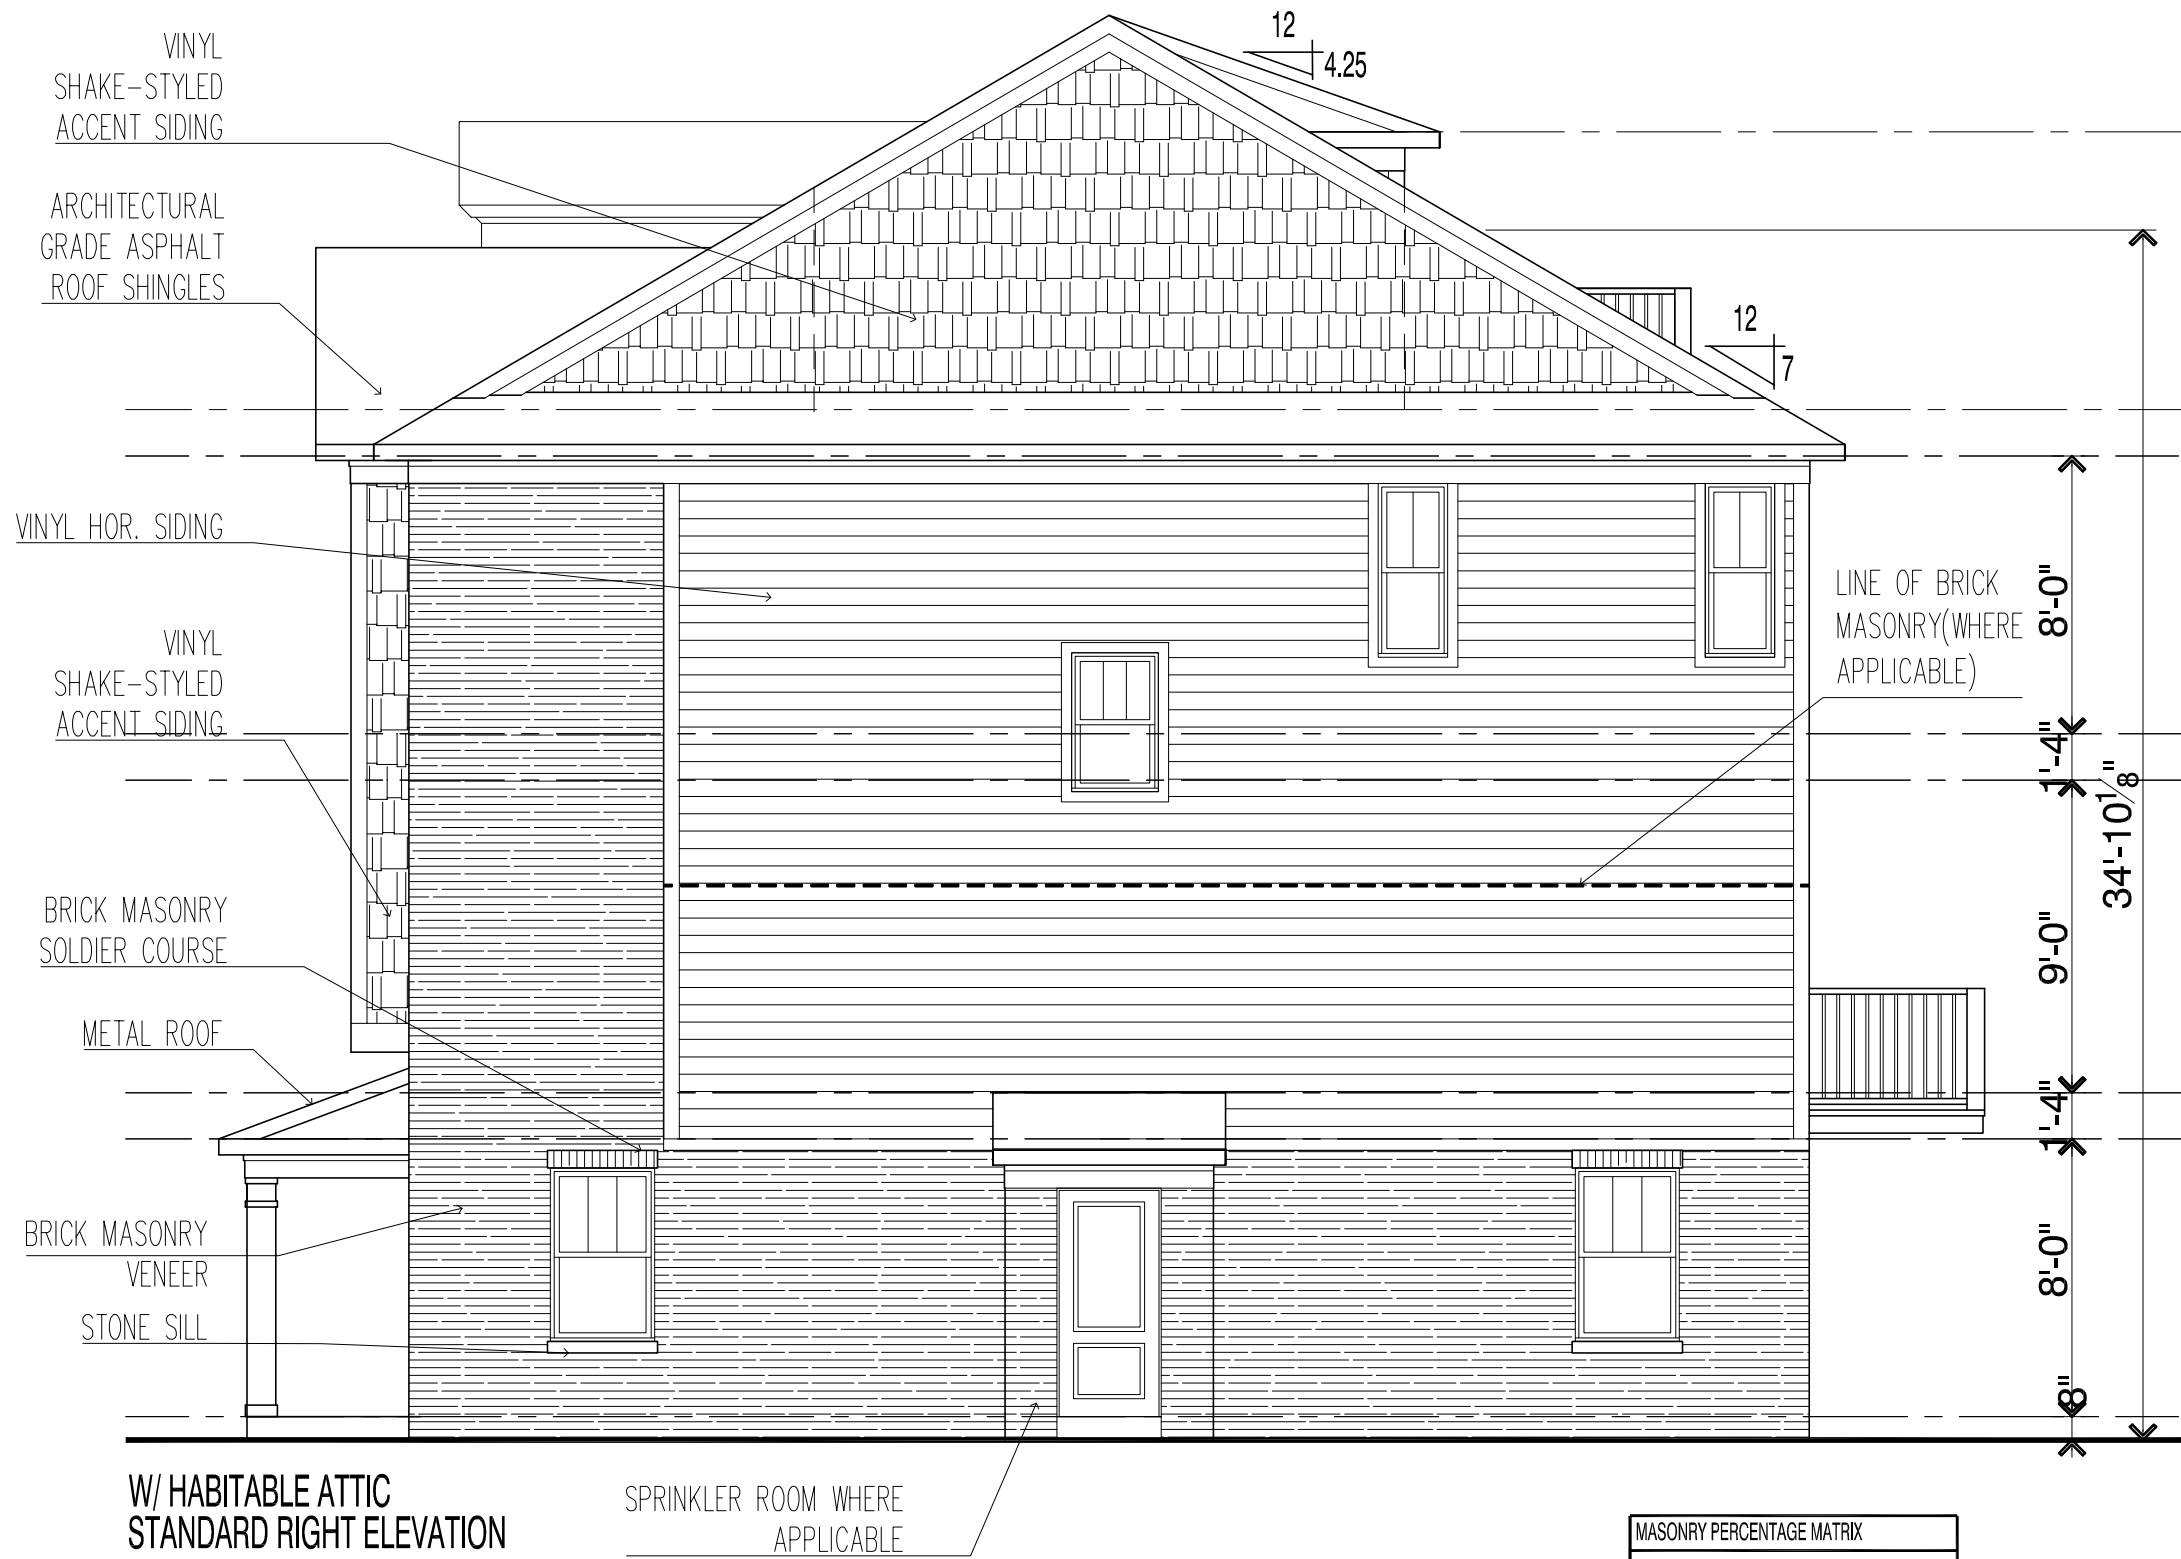 VINYL
SHAKE-STYLED
ACCENT SIDING
12
4.25
ARCHITECTURAL
GRADE ASPHALT
ROOF SHINGLES
12
7
VINYL HOR. SIDING
LINE OF BRICK
MASONRY(WHERE
APPLICABLE)
8'-0"
VINYL
SHAKE-STYLED
ACCENT SIDING
1'-4"
34'-10 1/8"
BRICK MASONRY
SOLDIER COURSE
9'-0"
METAL ROOF
1'-4"
BRICK MASONRY
VENEER
8'-0"
STONE SILL
8"
W/ HABITABLE ATTIC
STANDARD RIGHT ELEVATION
SPRINKLER ROOM WHERE
APPLICABLE
MASONRY PERCENTAGE MATRIX